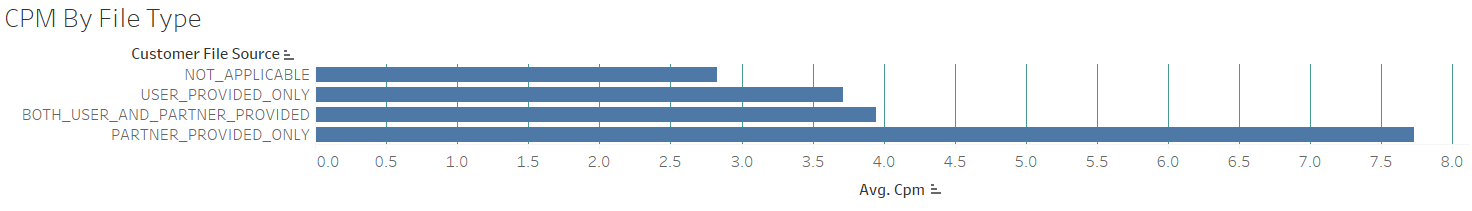 CPM By File Type
Customer File Source
NOT_APPLICABLE
USER_PROVIDED_ONLY
BOTH_USER_AND_PARTNER_PROVIDED
PARTNER_PROVIDED_ONLY
0.0 0.5 1.0 1.5 2.0 2.5 3.0 3.5 4.0 4.5 5.0 5.5 6.0 6.5 7.0 7.5 8.0
Avg. Cpm